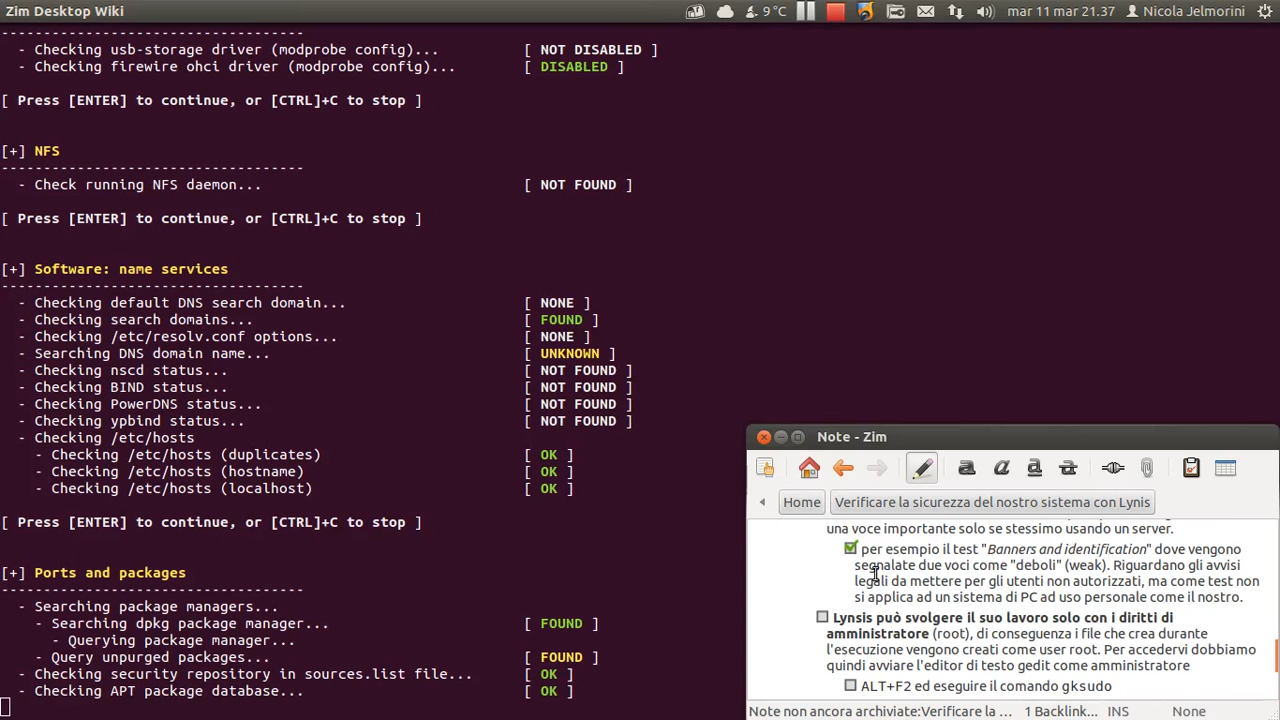 Zim Desktop Wiki
9 °C
mar 11 mar 21.37
Nicola Jelmorini
------------------------------------
- Checking usb-storage driver (modprobe config)... [ NOT DISABLED ]
- Checking firewire ohci driver (modprobe config)... [ DISABLED ]
[ Press [ENTER] to continue, or [CTRL]+C to stop ]
[+] NFS
------------------------------------
- Check running NFS daemon... [ NOT FOUND ]
[ Press [ENTER] to continue, or [CTRL]+C to stop ]
[+] Software: name services
------------------------------------
- Checking default DNS search domain... [ NONE ]
- Checking search domains... [ FOUND ]
- Checking /etc/resolv.conf options... [ NONE ]
- Searching DNS domain name... [ UNKNOWN ]
- Checking nscd status... [ NOT FOUND ]
- Checking BIND status... [ NOT FOUND ]
- Checking PowerDNS status... [ NOT FOUND ]
- Checking ypbind status... [ NOT FOUND ]
- Checking /etc/hosts
- Checking /etc/hosts (duplicates) [ OK ]
- Checking /etc/hosts (hostname) [ OK ]
- Checking /etc/hosts (localhost) [ OK ]
[ Press [ENTER] to continue, or [CTRL]+C to stop ]
[+] Ports and packages
------------------------------------
- Searching package managers...
- Searching dpkg package manager... [ FOUND ]
- Querying package manager...
- Query unpurged packages... [ FOUND ]
- Checking security repository in sources.list file... [ OK ]
- Checking APT package database... [ OK ]
Note - Zim
Home
Verificare la sicurezza del nostro sistema con Lynis
una voce importante solo se stessimo usando un server.
per esempio il test "Banners and identification" dove vengono
segnalate due voci come "deboli" (weak). Riguardano gli avvisi
legali da mettere per gli utenti non autorizzati, ma come test non
si applica ad un sistema di PC ad uso personale come il nostro.
Lynsis può svolgere il suo lavoro solo con i diritti di
amministratore (root), di conseguenza i file che crea durante
l'esecuzione vengono creati come user root. Per accedervi dobbiamo
quindi avviare l'editor di testo gedit come amministratore
ALT+F2 ed eseguire il comando gksudo
Note non ancora archiviate:Verificare la ...
1 Backlink...
INS
None